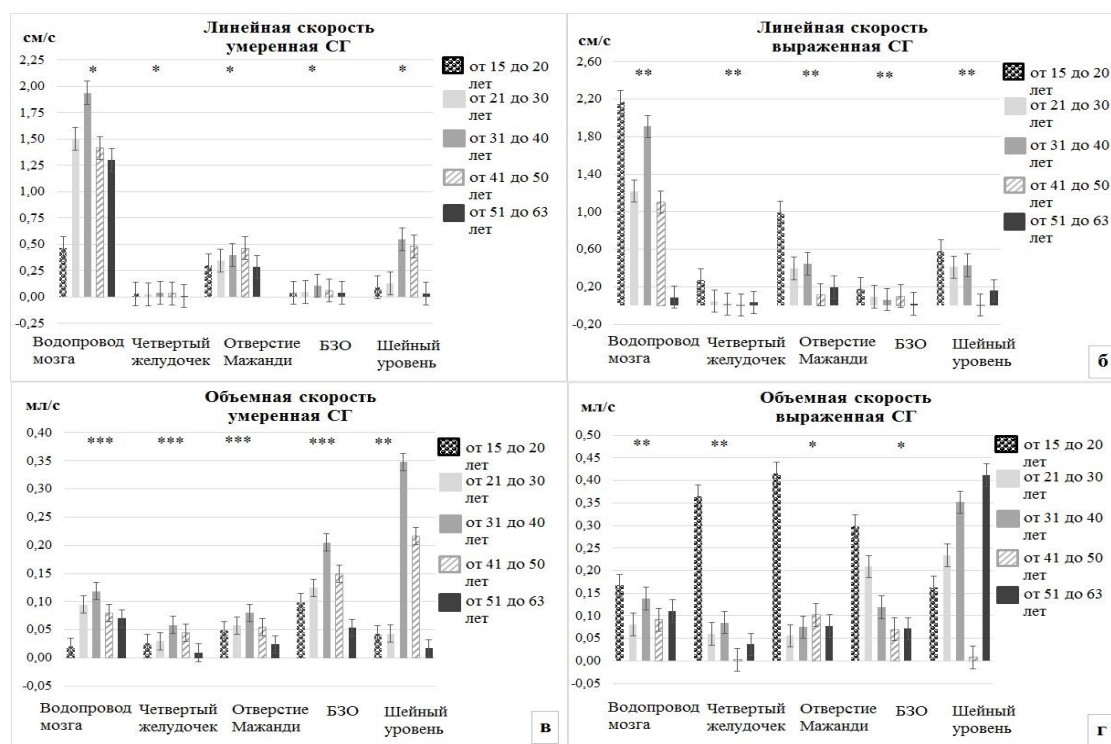 Линейная скорость
умеренная СГ
см/с
* * * * *
2,25
2,00
1,75
1,50
1,25
1,00
0,75
0,50
0,25
0,00
-0,25
от 15 до 20
лет
от 21 до 30
лет
от 31 до 40
лет
от 41 до 50
лет
от 51 до 63
лет
Водопровод
мозга
Четвертый
желудочек
Отверстие
Мажанди
БЗО
Шейный
уровень
Линейная скорость
выраженная СГ
см/с
** ** ** ** **
2,60
2,20
1,80
1,40
1,00
0,60
0,20
-0,20
от 15 до 20
лет
от 21 до 30
лет
от 31 до 40
лет
от 41 до 50
лет
от 51 до 63
лет
Водопровод
мозга
Четвертый
желудочек
Отверстие
Мажанди
БЗО
Шейный
уровень
б
Объемная скорость
умеренная СГ
мл/с
*** *** *** *** **
0,40
0,35
0,30
0,25
0,20
0,15
0,10
0,05
0,00
-0,05
от 15 до 20
лет
от 21 до 30
лет
от 31 до 40
лет
от 41 до 50
лет
от 51 до 63
лет
Водопровод
мозга
Четвертый
желудочек
Отверстие
Мажанди
БЗО
Шейный
уровень
в
Объемная скорость
выраженная СГ
мл/с
** ** * *
0,50
0,45
0,40
0,35
0,30
0,25
0,20
0,15
0,10
0,05
0,00
-0,05
от 15 до 20
лет
от 21 до 30
лет
от 31 до 40
лет
от 41 до 50
лет
от 51 до 63
лет
Водопровод
мозга
Четвертый
желудочек
Отверстие
Мажанди
БЗО
Шейный
уровень
г